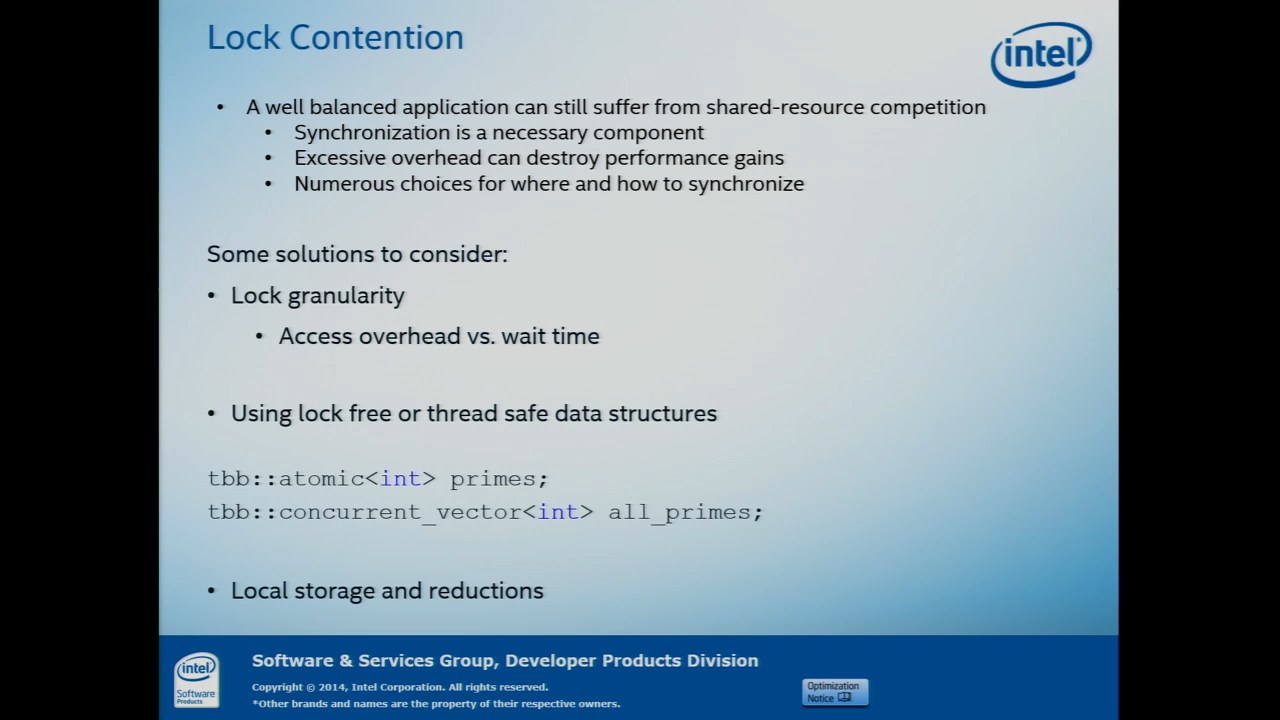 Lock Contention
intel
• A well balanced application can still suffer from shared-resource competition
• Synchronization is a necessary component
• Excessive overhead can destroy performance gains
• Numerous choices for where and how to synchronize
Some solutions to consider:
• Lock granularity
• Access overhead vs. wait time
• Using lock free or thread safe data structures
tbb::atomic<int> primes;
tbb::concurrent_vector<int> all_primes;
• Local storage and reductions
intel
Software
Products
Software & Services Group, Developer Products Division
Copyright © 2014, Intel Corporation. All rights reserved.
*Other brands and names are the property of their respective owners.
Optimization
Notice